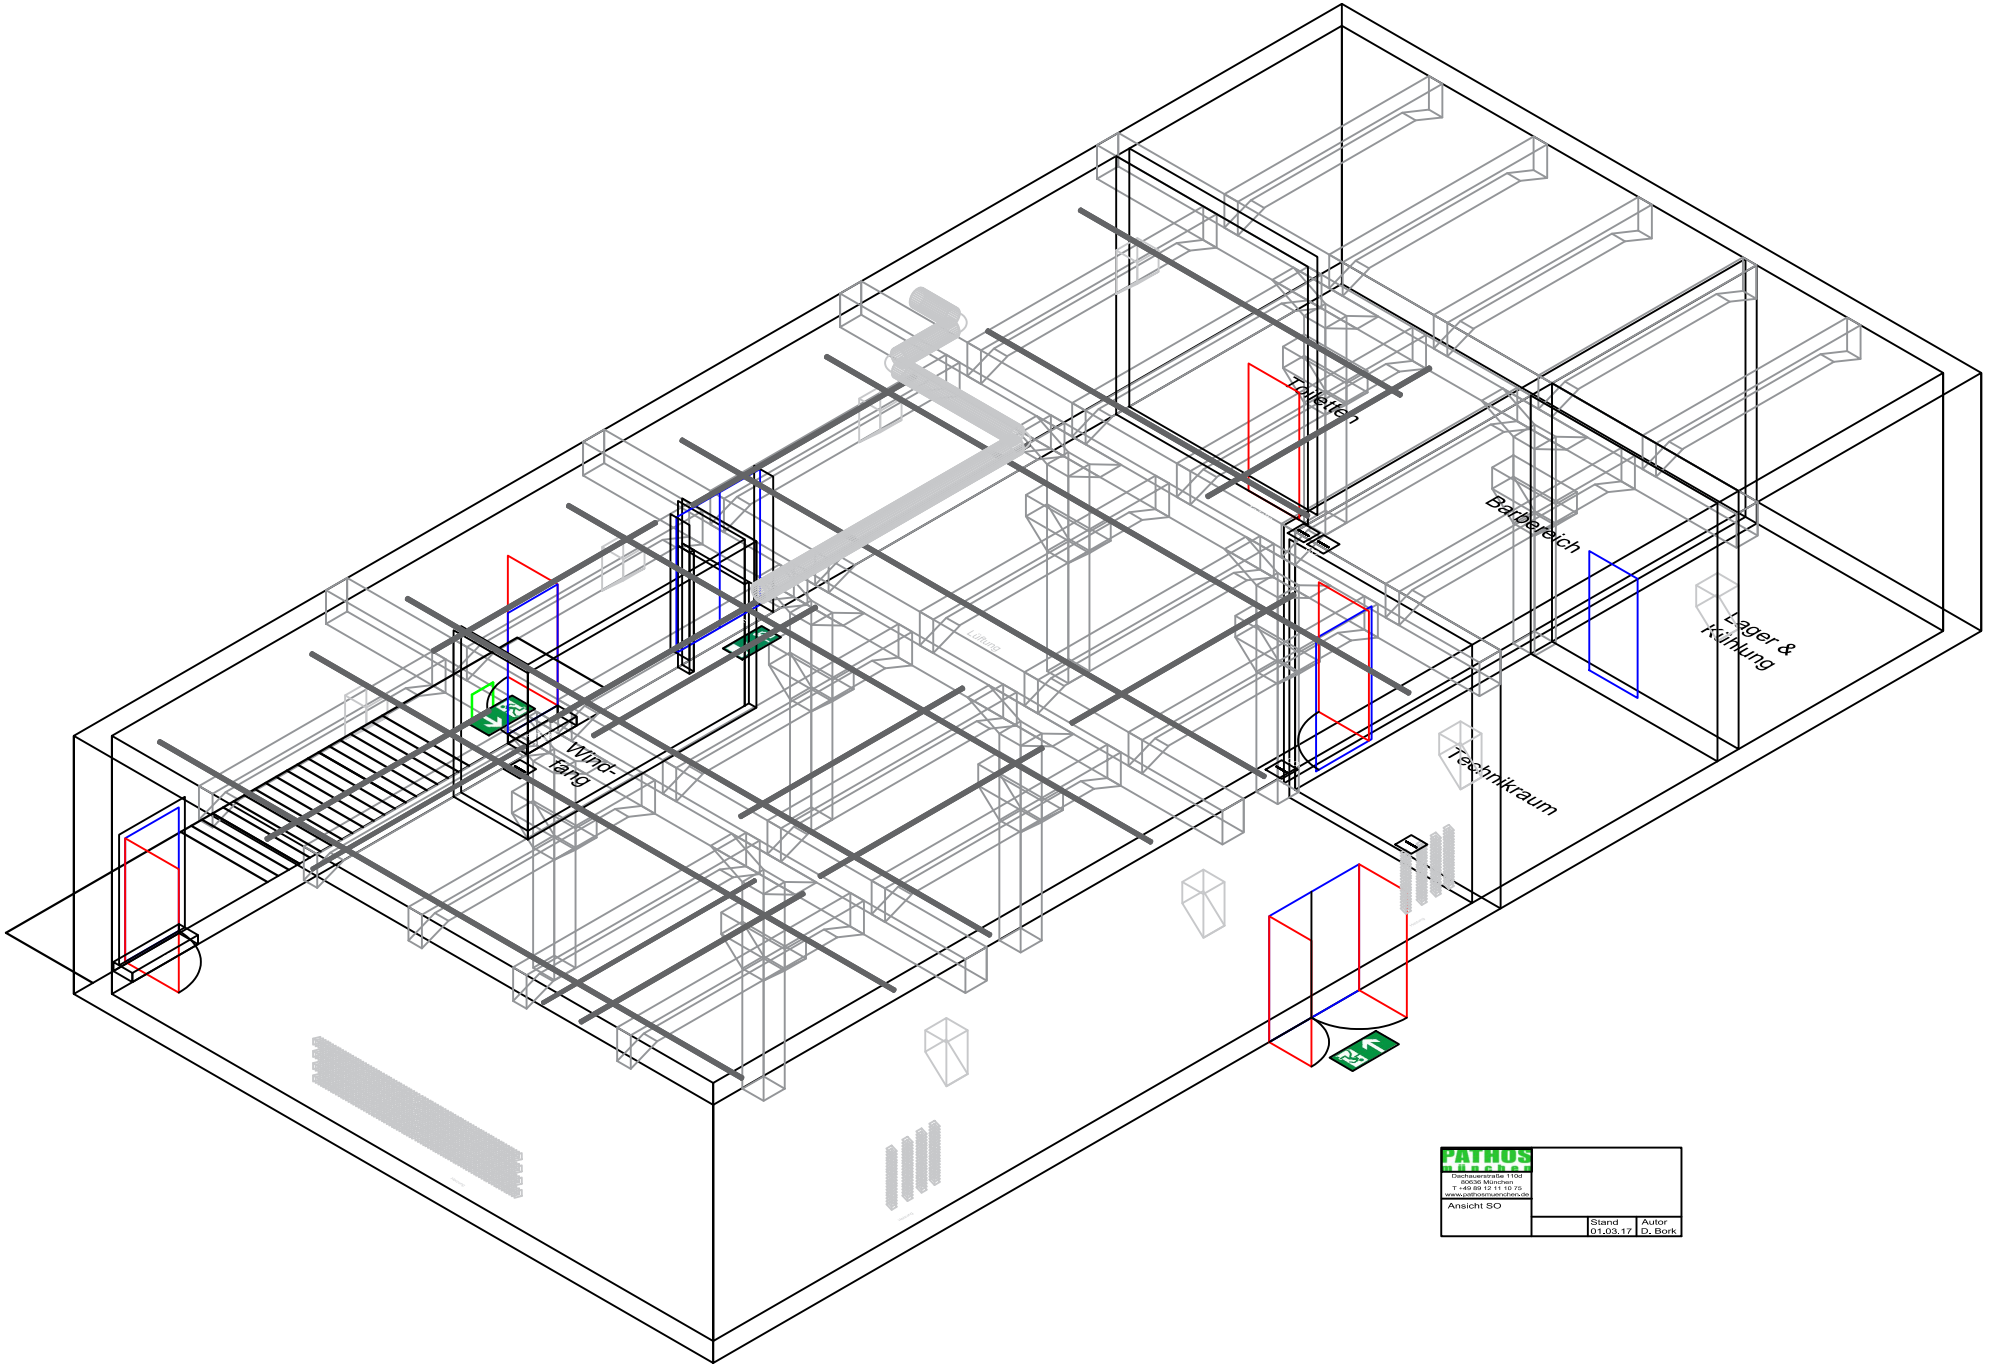 Toiletten
Barbereich
Lager &
Kühlung
Lüftung
Wind-
fang
Technikraum
PATHOS
münchen
Dachauerstraße 110d
80636 München
T +49 89 12 11 10 75
www.pathosmuenchen.de
Ansicht SO
Stand
01.03.17
Autor
D. Bork